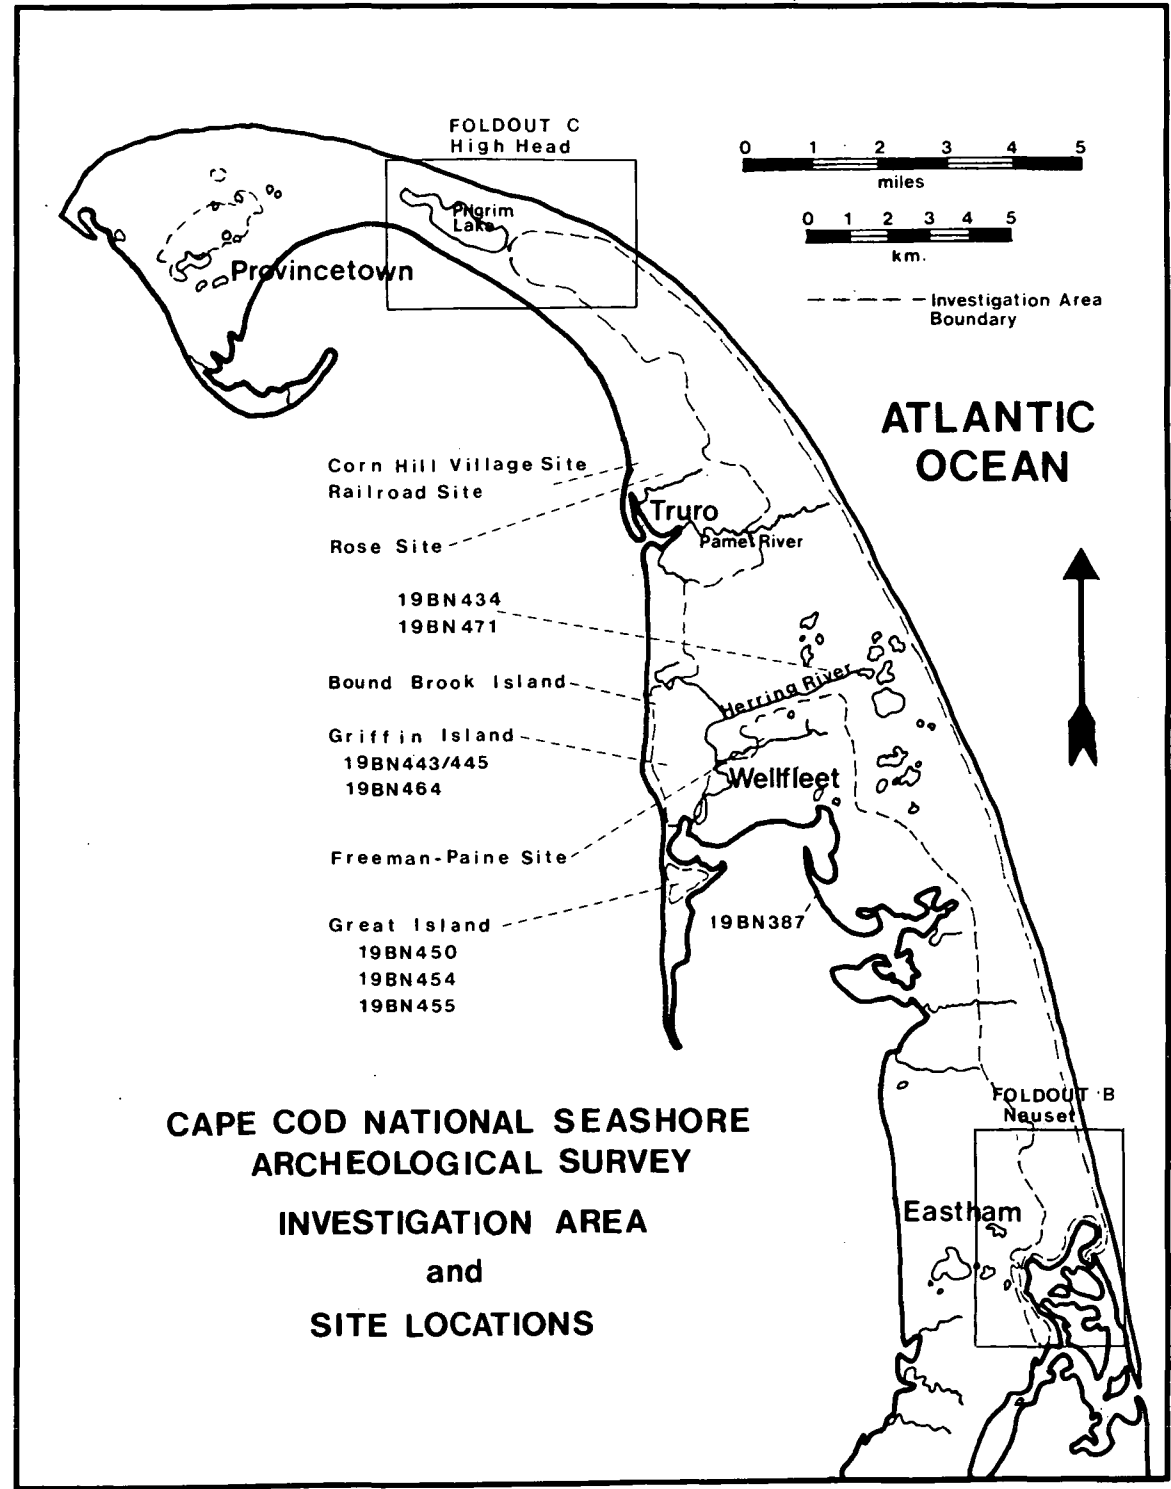 FOLDOUT C
High Head
0 1 2 3 4 5
miles
0 1 2 3 4 5
km.
Investigation Area
Boundary
Pilgrim
Lake
Provincetown
ATLANTIC
OCEAN
Corn Hill Village Site
Railroad Site
Truro
Rose Site
Pamet River
19BN434
19BN471
Bound Brook Island
Herring River
Griffin Island
19BN443/445
19BN464
Wellfleet
Freeman-Paine Site
Great Island
19BN450
19BN454
19BN455
19BN387
FOLDOUT B
Nauset
CAPE COD NATIONAL SEASHORE
ARCHEOLOGICAL SURVEY
INVESTIGATION AREA
and
SITE LOCATIONS
Eastham